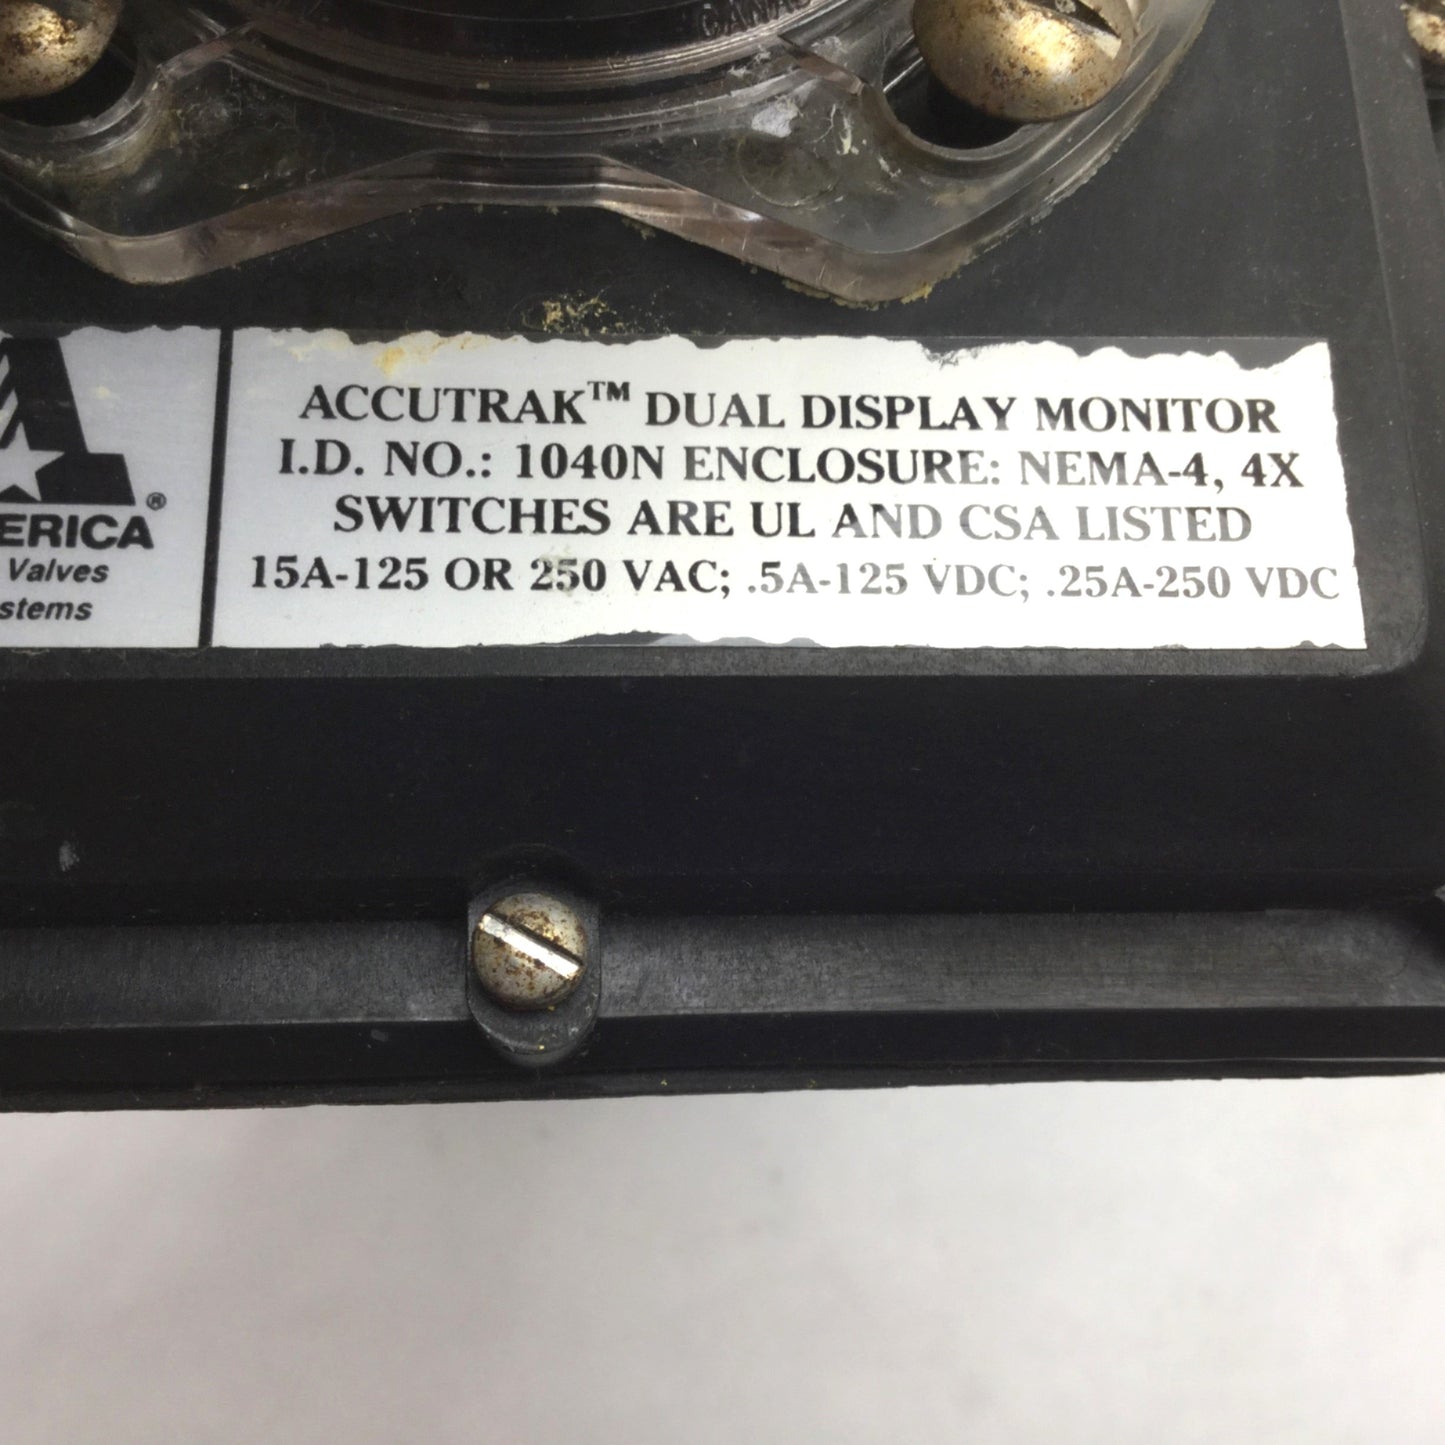 CANA
ACCUTRAK™ DUAL DISPLAY MONITOR
I.D. NO.: 1040N ENCLOSURE: NEMA-4, 4X
SWITCHES ARE UL AND CSA LISTED
15A-125 OR 250 VAC; .5A-125 VDC; .25A-250 VDC
A
ERICA®
Valves
stems